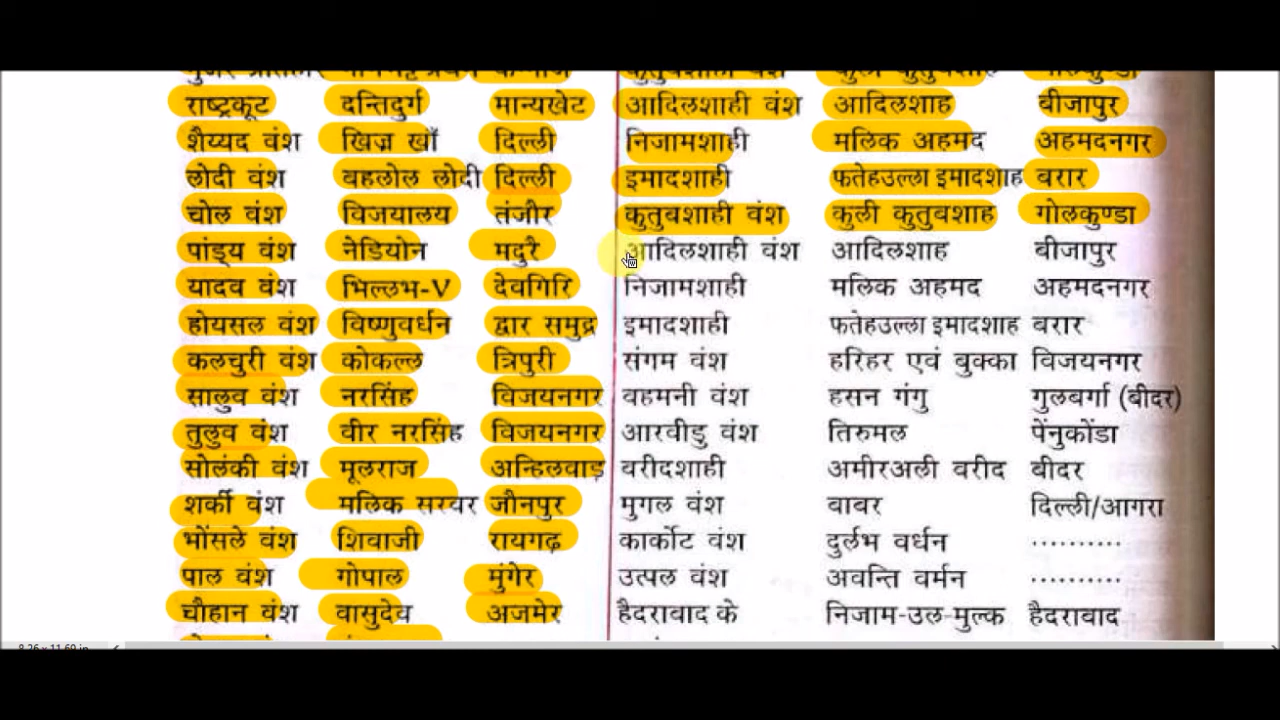 राष्ट्रकूट दन्तिदुर्ग मान्यखेट
शैय्यद वंश खिज्र खाँ दिल्ली
लोदी वंश बहलोल लोदी दिल्ली
चोल वंश विजयालय तंजौर
पांड्य वंश नेडियोन मदुरै
यादव वंश भिल्लभ-V देवगिरि
होयसल वंश विष्णुवर्धन द्वार समुद्र
कलचुरी वंश कोकल्ल त्रिपुरी
सालुव वंश नरसिंह विजयनगर
तुलुव वंश वीर नरसिंह विजयनगर
सोलंकी वंश मूलराज अन्हिलवाड़
शर्की वंश मलिक सरवर जौनपुर
भोंसले वंश शिवाजी रायगढ़
पाल वंश गोपाल मुंगेर
चौहान वंश वासुदेव अजमेर
आदिलशाही वंश आदिलशाह बीजापुर
निजामशाही मलिक अहमद अहमदनगर
इमादशाही फतेहउल्ला इमादशाह बरार
कुतुबशाही वंश कुली कुतुवशाह गोलकुण्डा
आदिलशाही वंश आदिलशाह बीजापुर
निजामशाही मलिक अहमद अहमदनगर
इमादशाही फतेहउल्ला इमादशाह बरार
संगम वंश हरिहर एवं बुक्का विजयनगर
वहमनी वंश हसन गंगु गुलबर्गा (बीदर)
आरवीडु वंश तिरुमल पेंनुकोंडा
वरीदशाही अमीरअली वरीद बीदर
मुगल वंश बाबर दिल्ली/आगरा
कार्कोट वंश दुर्लभ वर्धन ..........
उत्पल वंश अवन्ति वर्मन ..........
हैदरावाद के निजाम-उल-मुल्क हैदरावाद